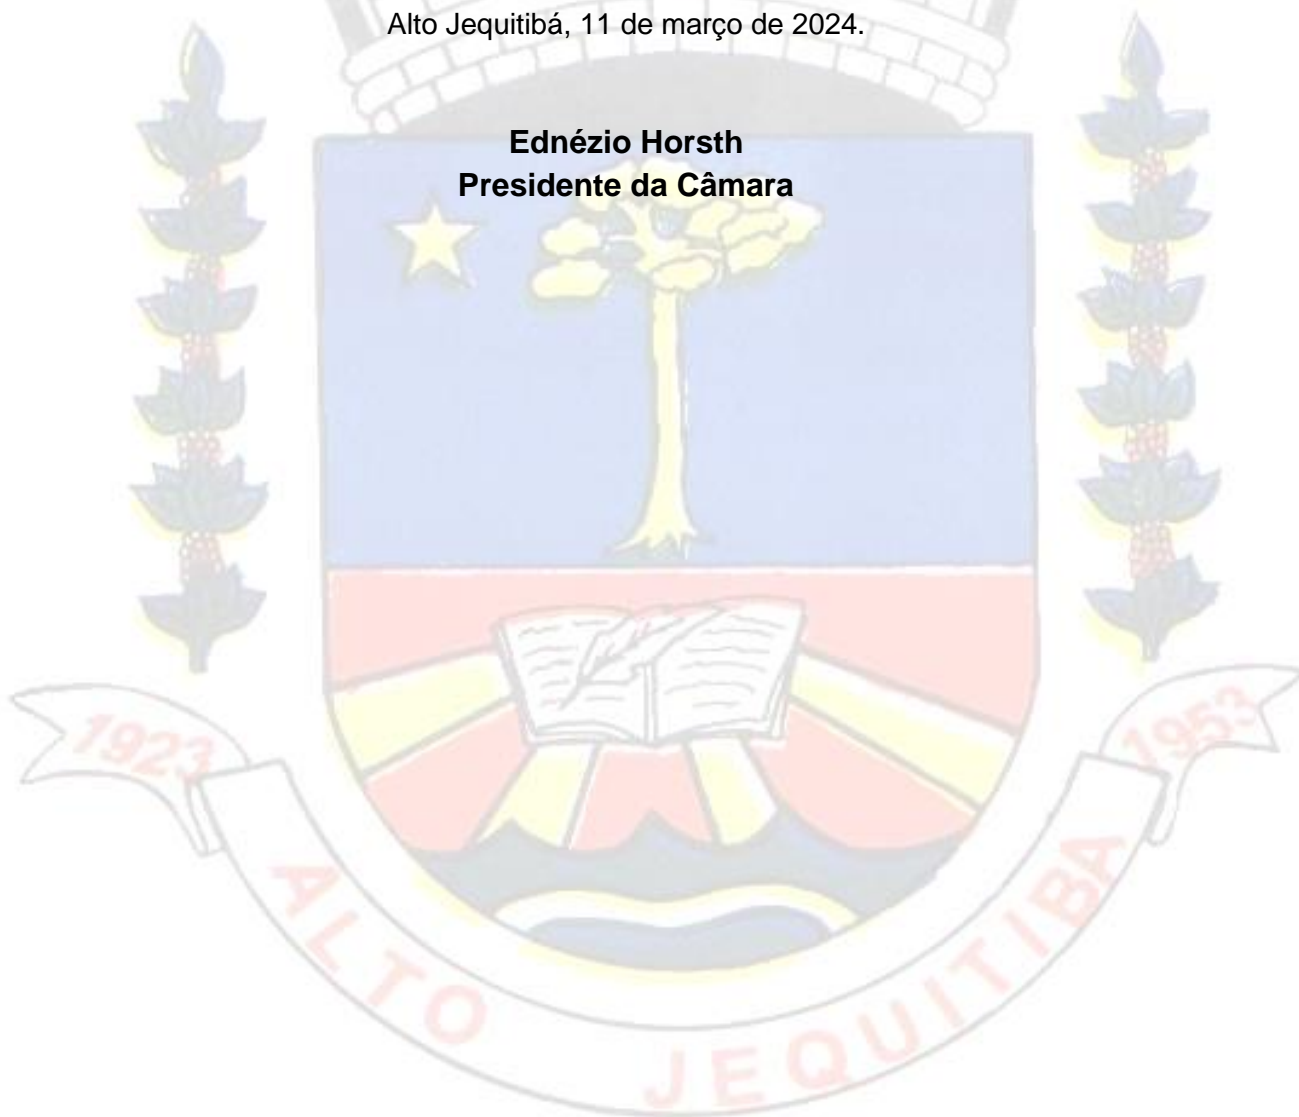 Alto Jequitibá, 11 de março de 2024.
Ednézio Horsth
Presidente da Câmara
1923
1953
ALTO JEQUITIBA